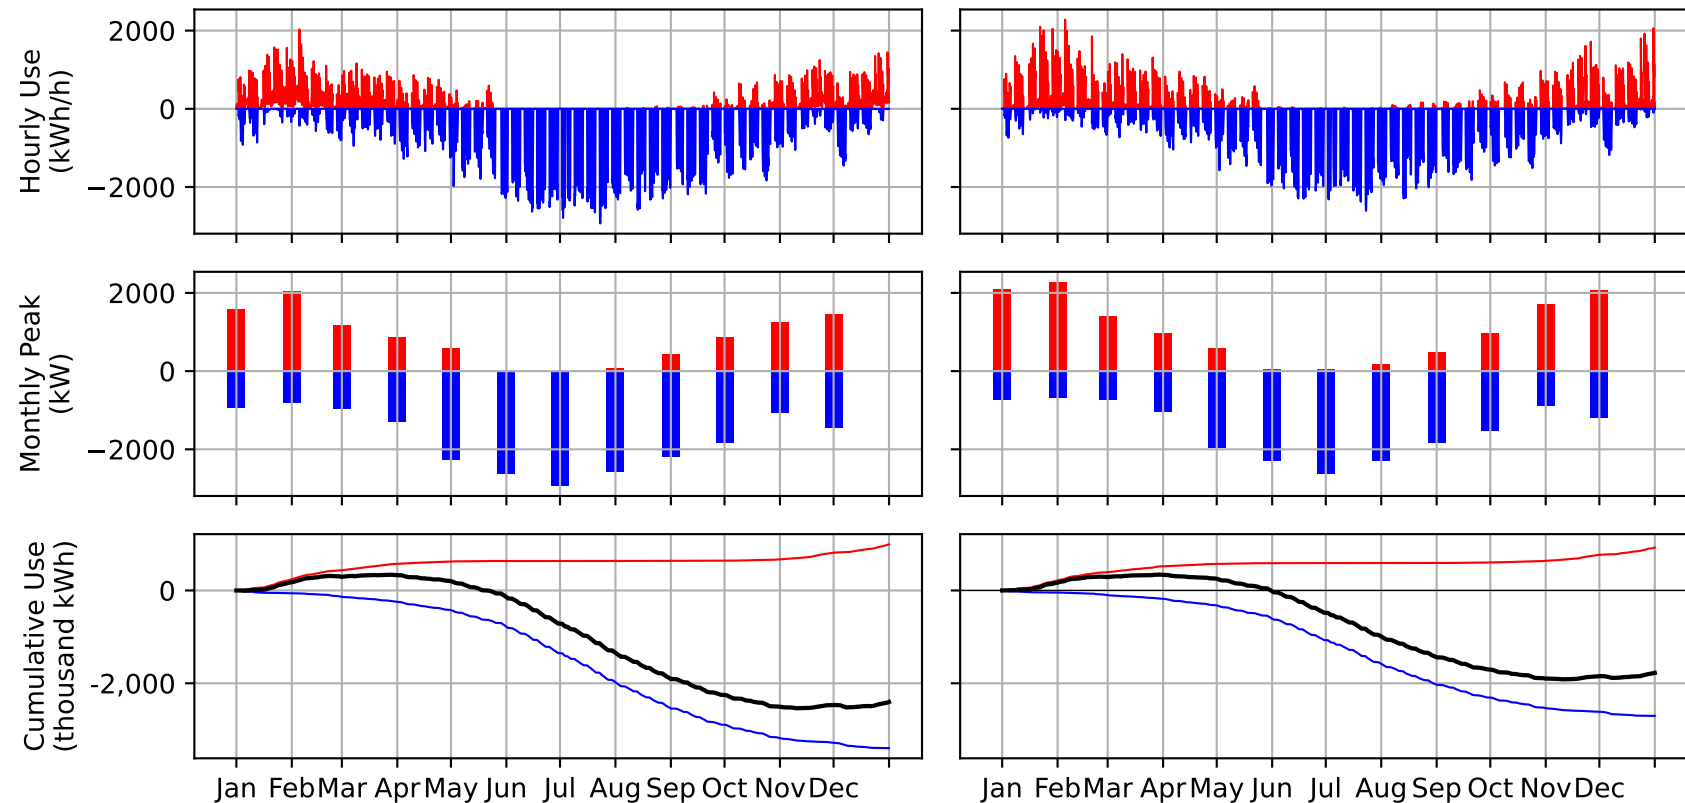 Hourly Use
(kWh/h)
2000
0
−2000
Monthly Peak
(kW)
2000
0
−2000
Cumulative Use
(thousand kWh)
0
-2,000
Jan Feb Mar Apr May Jun Jul Aug Sep Oct Nov Dec
Jan Feb Mar Apr May Jun Jul Aug Sep Oct Nov Dec